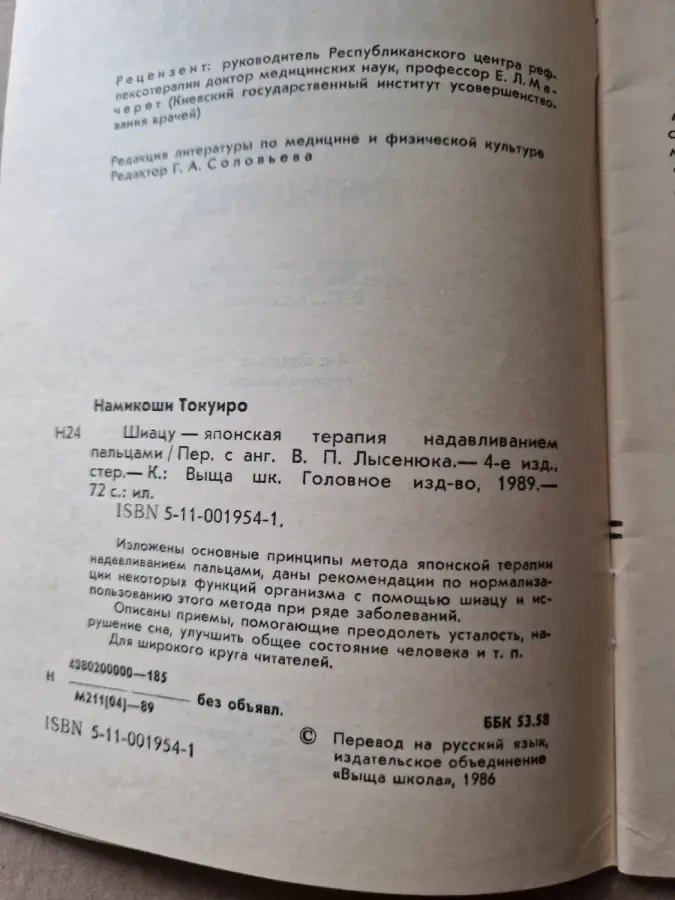 Рецензент: руководитель Республиканского центра реф-
лексотерапии доктор медицинских наук, профессор Е. Л. Ма-
черет (Киевский государственный институт усовершенство-
вания врачей)
Редакция литературы по медицине и физической культуре
Редактор Г. А. Соловьева
Намикоши Токуиро
Н24 Шиацу — японская терапия надавливанием
пальцами / Пер. с анг. В. П. Лысенюка.— 4-е изд.,
стер.— К.: Выща шк. Головное изд-во, 1989.—
72 с.: ил.
ISBN 5-11-001954-1.
Изложены основные принципы метода японской терапии
надавливанием пальцами, даны рекомендации по нормализа-
ции некоторых функций организма с помощью шиацу и ис-
пользованию этого метода при ряде заболеваний.
Описаны приемы, помогающие преодолеть усталость, на-
рушение сна, улучшить общее состояние человека и т. п.
Для широкого круга читателей.
Н 4980200000—185
М211(04)—89 без объявл.
ББК 53.58
ISBN 5-11-001954-1
© Перевод на русский язык,
издательское объединение
«Выща школа», 1986